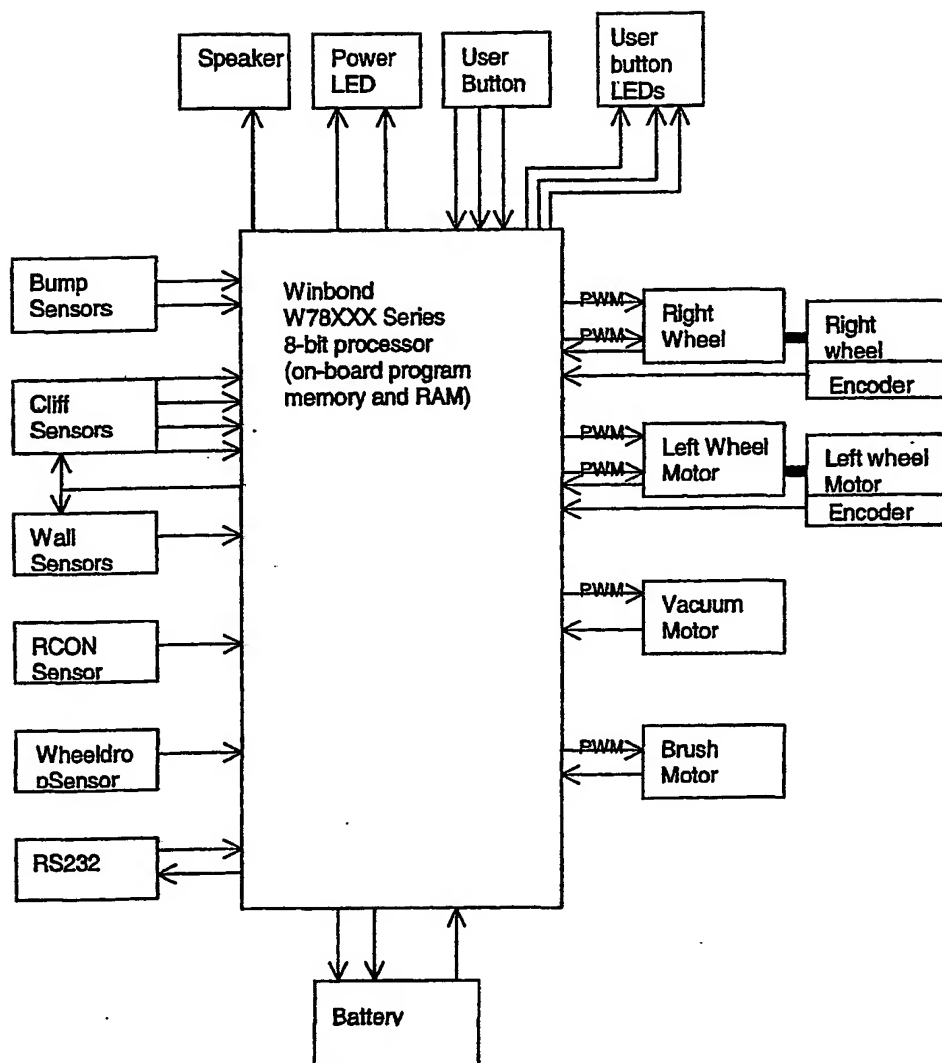 Speaker
Power
LED
User
Button
User
button
LEDs
Bump
Sensors
Cliff
Sensors
Wall
Sensors
RCON
Sensor
Wheeldro
pSensor
RS232
Winbond
W78XXX Series
8-bit processor
(on-board program
memory and RAM)
PWM
PWM
Right
Wheel
Right
wheel
Encoder
PWM
PWM
Left Wheel
Motor
Left wheel
Motor
Encoder
PWM
Vacuum
Motor
PWM
Brush
Motor
Battery